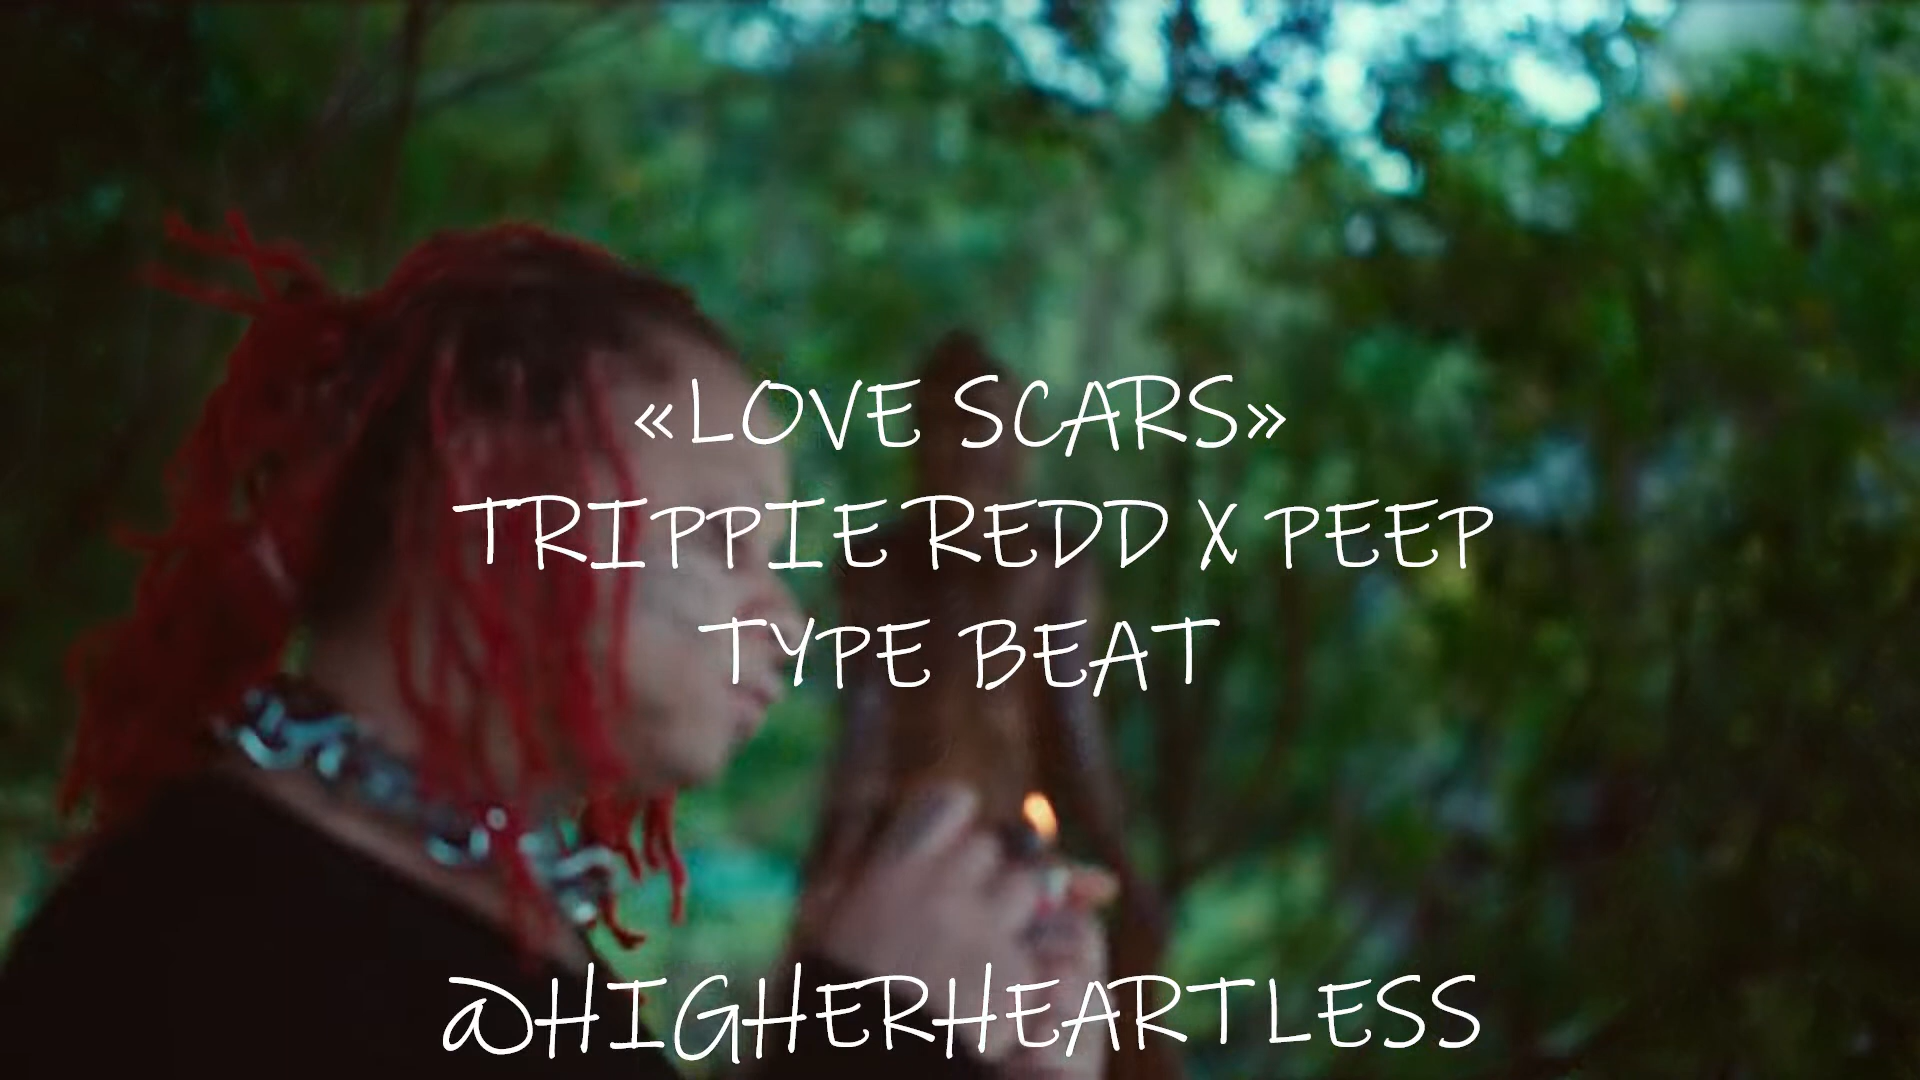 «LOVE SCARS»
TRIPPIE REDD X PEEP
TYPE BEAT
@HIGHERHEARTLESS